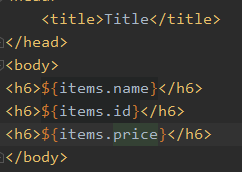 <title>Title</title>
</head>
<body>
<h6>${items.name}</h6>
<h6>${items.id}</h6>
<h6>${items.price}</h6>
</body>